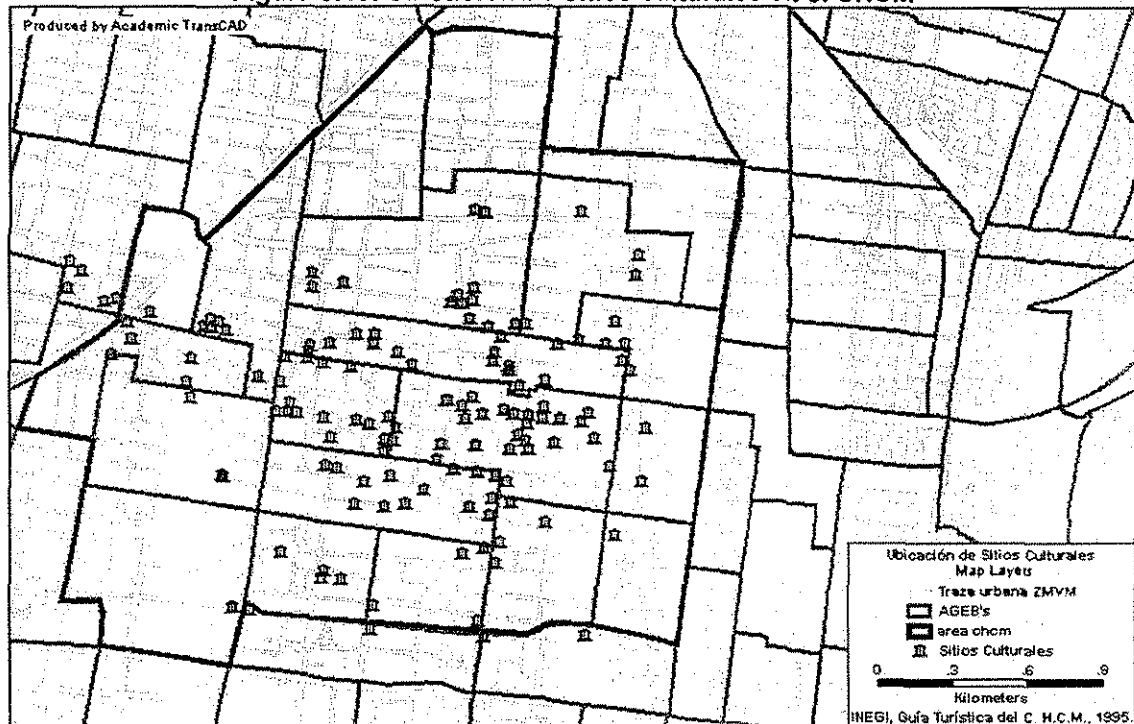 Produced by Academic TransCAD
Ubicación de Sitios Culturales
Map Layers
Traza urbana ZMVM
AGEB's
area chcm
Sitios Culturales
0 .3 .6 .9
Kilometers
INEGI, Guía Turística del C. H.C.M., 1995